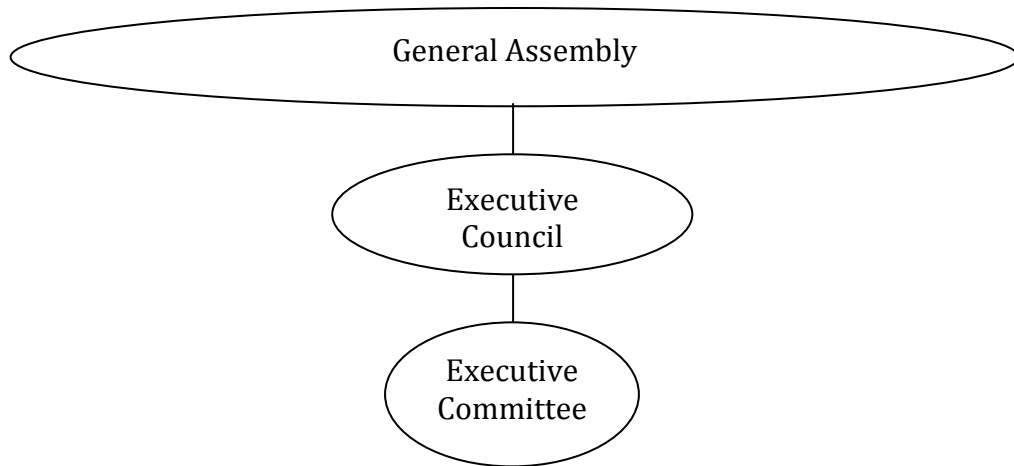 General Assembly
Executive
Council
Executive
Committee